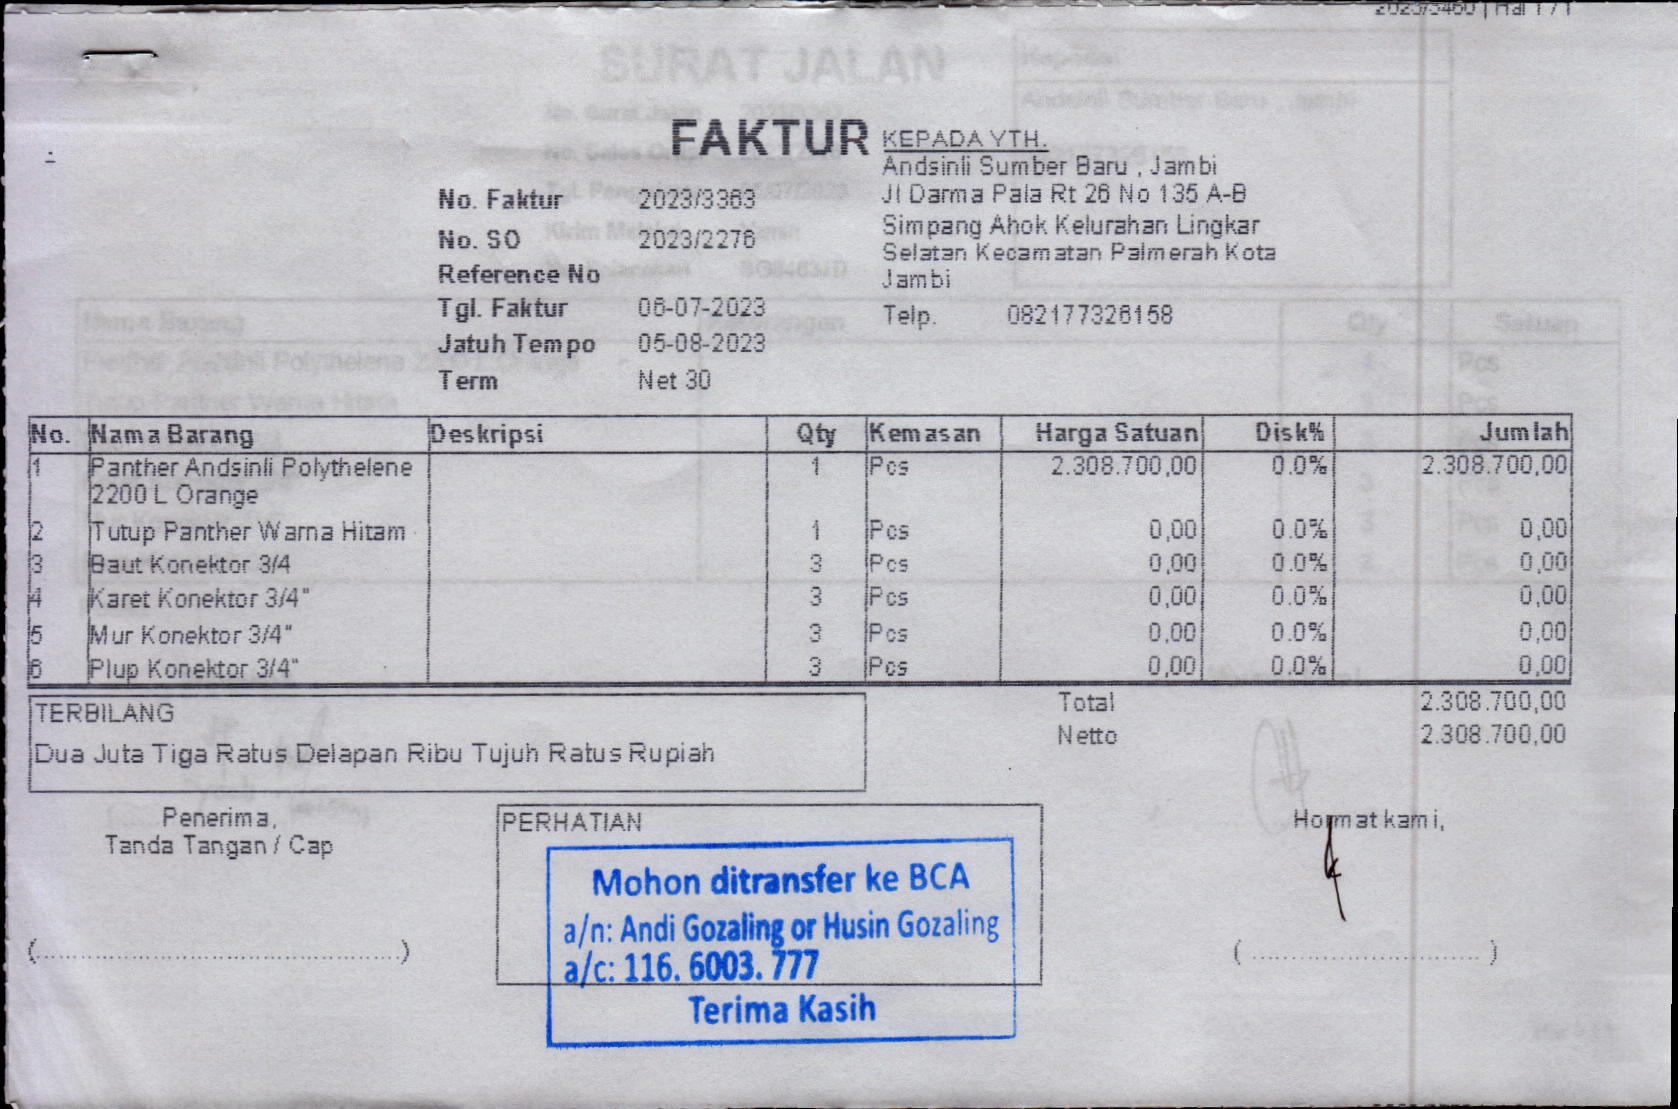 FAKTUR
No. Faktur 2023/3363
No. SO 2023/2276
Reference No
Tgl. Faktur 06-07-2023
Jatuh Tempo 05-08-2023
Term Net 30
KEPADA YTH.
Andsinli Sumber Baru , Jambi
Jl Darma Pala Rt 26 No 135 A-B
Simpang Ahok Kelurahan Lingkar
Selatan Kecamatan Palmerah Kota
Jambi
Telp. 082177326158
No. Nama Barang Deskripsi Qty Kemasan Harga Satuan Disk% Jumlah
1 Panther Andsinli Polythelene 1 Pcs 2.308.700,00 0.0% 2.308.700,00
2200 L Orange
2 Tutup Panther Warna Hitam 1 Pcs 0,00 0.0% 0,00
3 Baut Konektor 3/4 3 Pcs 0,00 0.0% 0,00
4 Karet Konektor 3/4" 3 Pcs 0,00 0.0% 0,00
5 Mur Konektor 3/4" 3 Pcs 0,00 0.0% 0,00
6 Plup Konektor 3/4" 3 Pcs 0,00 0.0% 0,00
Total 2.308.700,00
Netto 2.308.700,00
TERBILANG
Dua Juta Tiga Ratus Delapan Ribu Tujuh Ratus Rupiah
Penerima,
Tanda Tangan / Cap
(..............................................)
PERHATIAN
Mohon ditransfer ke BCA
a/n: Andi Gozaling or Husin Gozaling
a/c: 116. 6003. 777
Terima Kasih
Hormat kami,
( ............................. )